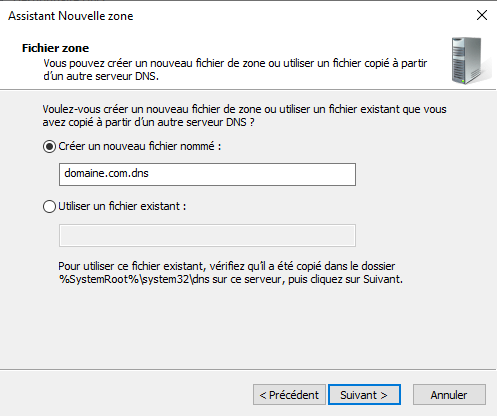 Assistant Nouvelle zone
Fichier zone
Vous pouvez créer un nouveau fichier de zone ou utiliser un fichier copié à partir
d'un autre serveur DNS.
Voulez-vous créer un nouveau fichier de zone ou utiliser un fichier existant que vous
avez copié à partir d'un autre serveur DNS ?
Créer un nouveau fichier nommé :
domaine.com.dns
Utiliser un fichier existant :
Pour utiliser ce fichier existant, vérifiez qu'il a été copié dans le dossier
%SystemRoot%\system32\dns sur ce serveur, puis cliquez sur Suivant.
< Précédent
Suivant >
Annuler